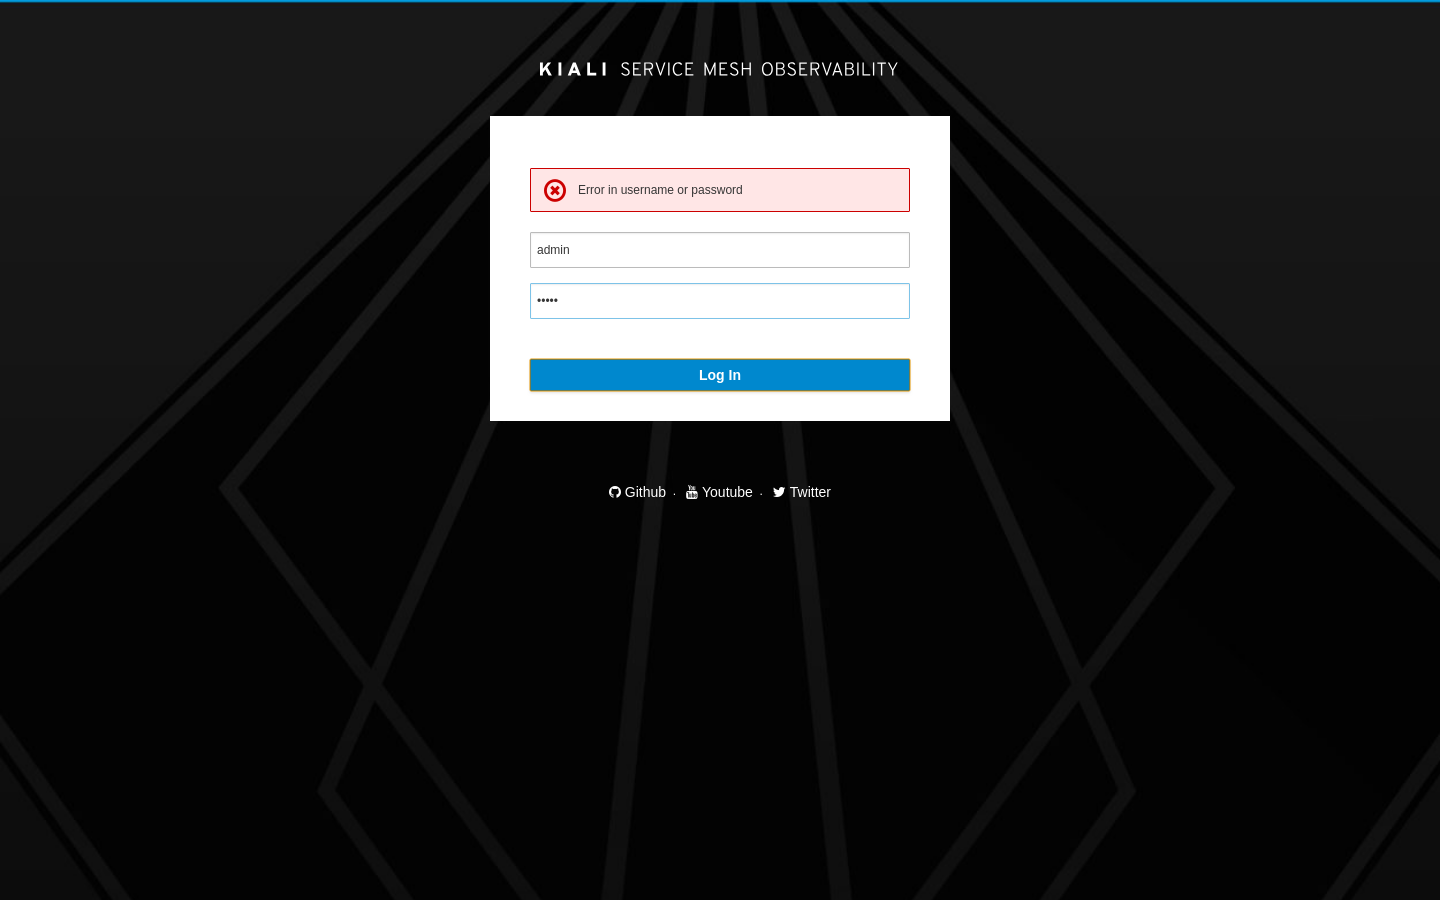 KIALI SERVICE MESH OBSERVABILITY
Error in username or password
admin
•••••
Log In
Github · Youtube · Twitter